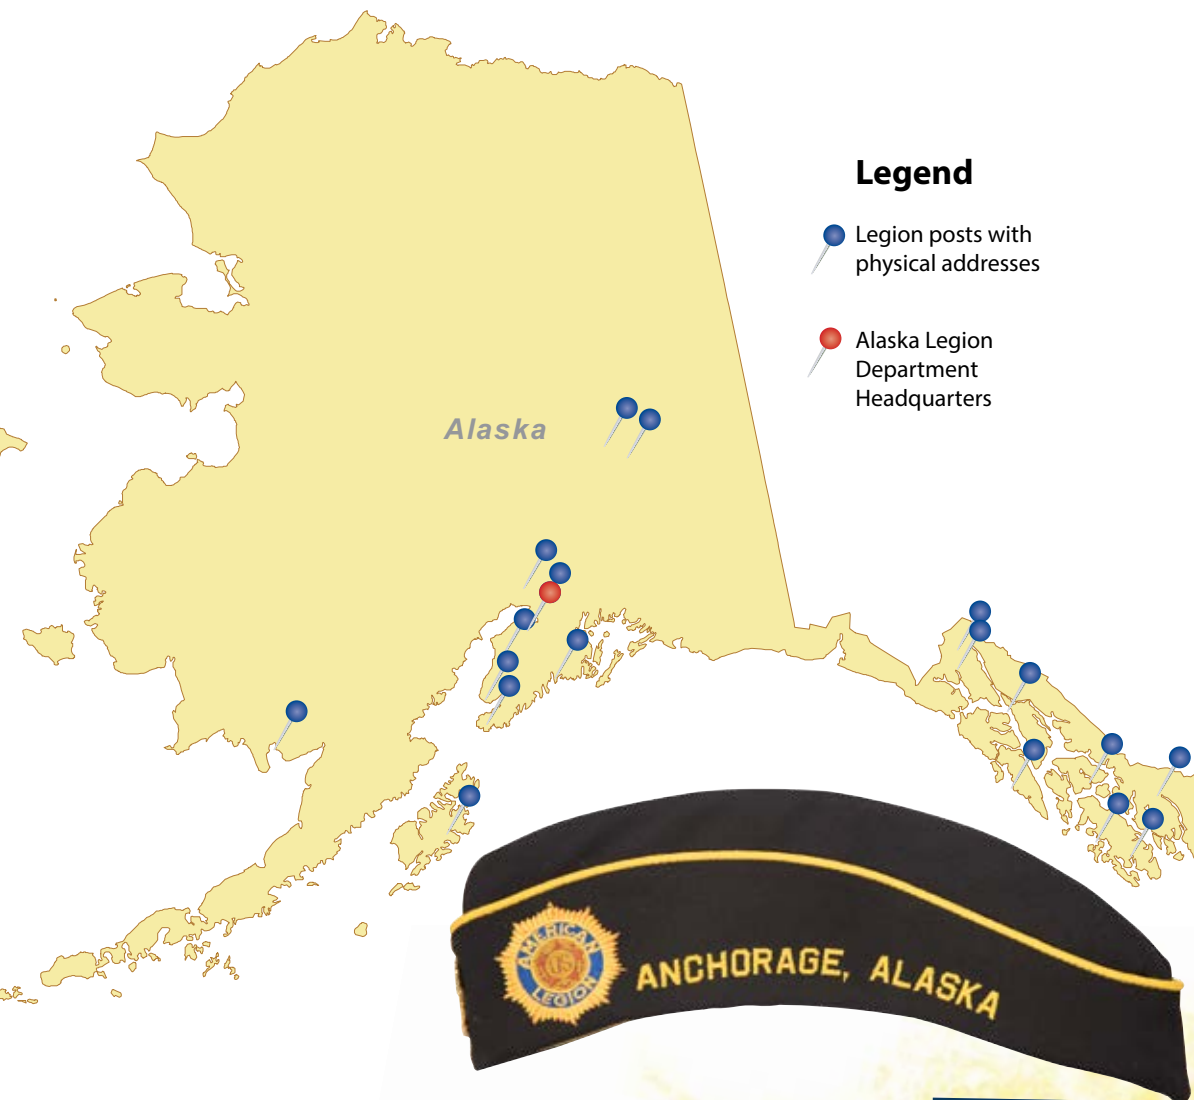 Legend
Legion posts with
physical addresses
Alaska Legion
Department
Headquarters
Alaska
AMERICAN
US
LEGION
ANCHORAGE, ALASKA